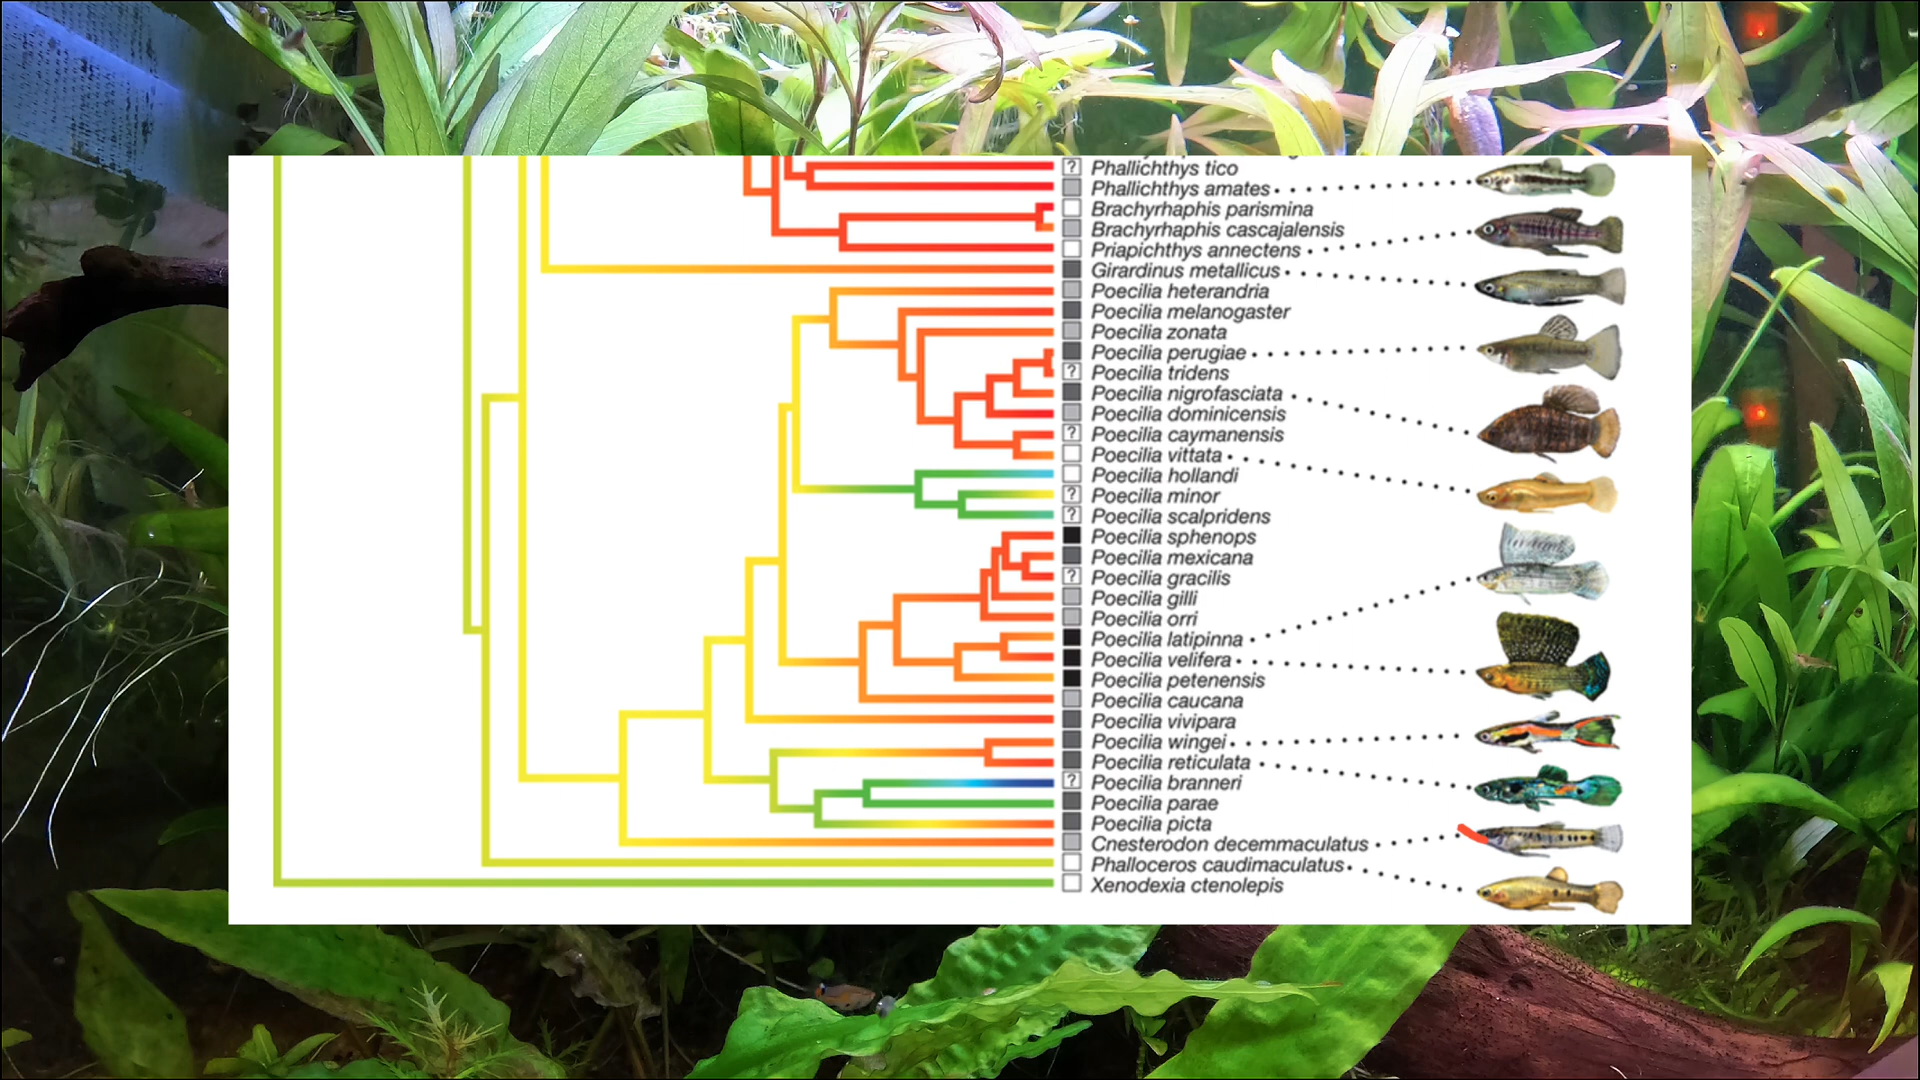 ? Phallichthys tico
Phallichthys amates
Brachyrhaphis parismina
Brachyrhaphis cascajalensis
Priapichthys annectens
Girardinus metallicus
Poecilia heterandria
Poecilia melanogaster
Poecilia zonata
Poecilia perugiae
? Poecilia tridens
Poecilia nigrofasciata
Poecilia dominicensis
? Poecilia caymanensis
Poecilia vittata
Poecilia hollandi
? Poecilia minor
? Poecilia scalpridens
Poecilia sphenops
Poecilia mexicana
? Poecilia gracilis
Poecilia gilli
Poecilia orri
Poecilia latipinna
Poecilia velifera
Poecilia petenensis
Poecilia caucana
Poecilia vivipara
Poecilia wingei
Poecilia reticulata
? Poecilia branneri
Poecilia parae
Poecilia picta
Cnesterodon decemmaculatus
Phalloceros caudimaculatus
Xenodexia ctenolepis